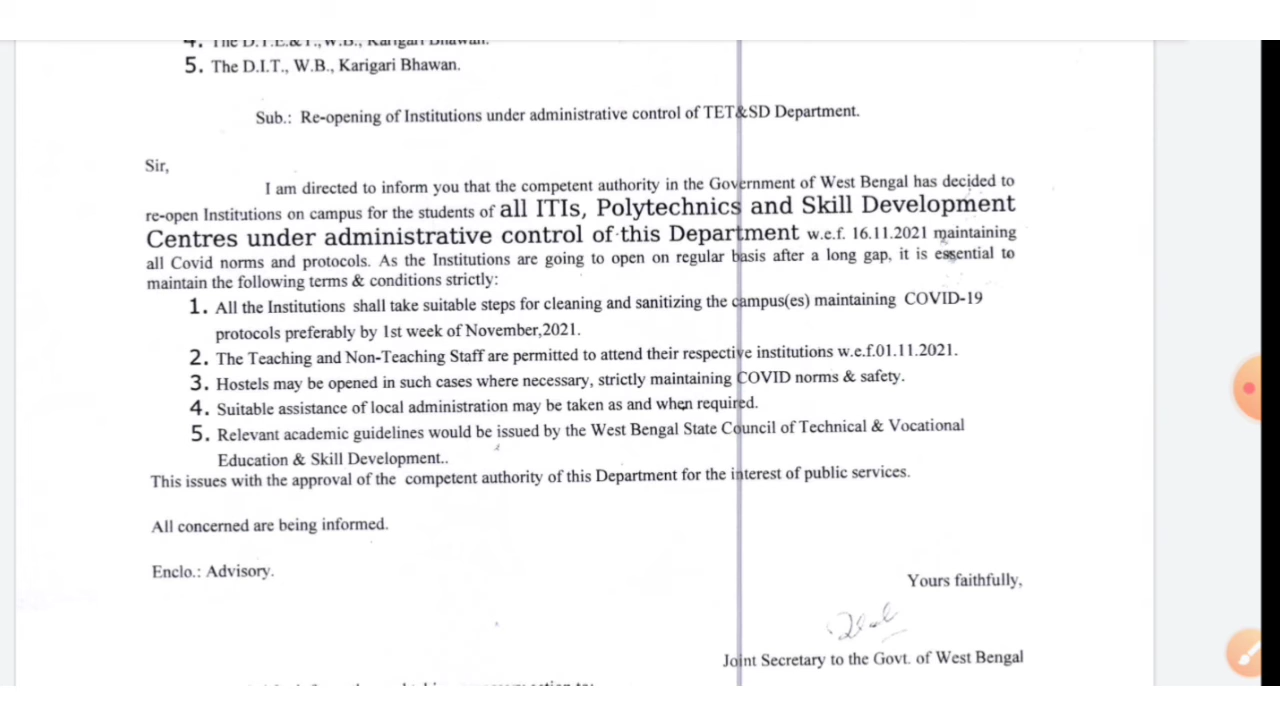 4. The D.T.E.&T., W.B., Karigari Bhawan.
5. The D.I.T., W.B., Karigari Bhawan.
Sub.: Re-opening of Institutions under administrative control of TET&SD Department.
Sir,
I am directed to inform you that the competent authority in the Government of West Bengal has decided to
re-open Institutions on campus for the students of all ITIs, Polytechnics and Skill Development
Centres under administrative control of this Department w.e.f. 16.11.2021 maintaining
all Covid norms and protocols. As the Institutions are going to open on regular basis after a long gap, it is essential to
maintain the following terms & conditions strictly:
1. All the Institutions shall take suitable steps for cleaning and sanitizing the campus(es) maintaining COVID-19
protocols preferably by 1st week of November,2021.
2. The Teaching and Non-Teaching Staff are permitted to attend their respective institutions w.e.f.01.11.2021.
3. Hostels may be opened in such cases where necessary, strictly maintaining COVID norms & safety.
4. Suitable assistance of local administration may be taken as and when required.
5. Relevant academic guidelines would be issued by the West Bengal State Council of Technical & Vocational
Education & Skill Development..
This issues with the approval of the competent authority of this Department for the interest of public services.
All concerned are being informed.
Enclo.: Advisory.
Yours faithfully,
Joint Secretary to the Govt. of West Bengal